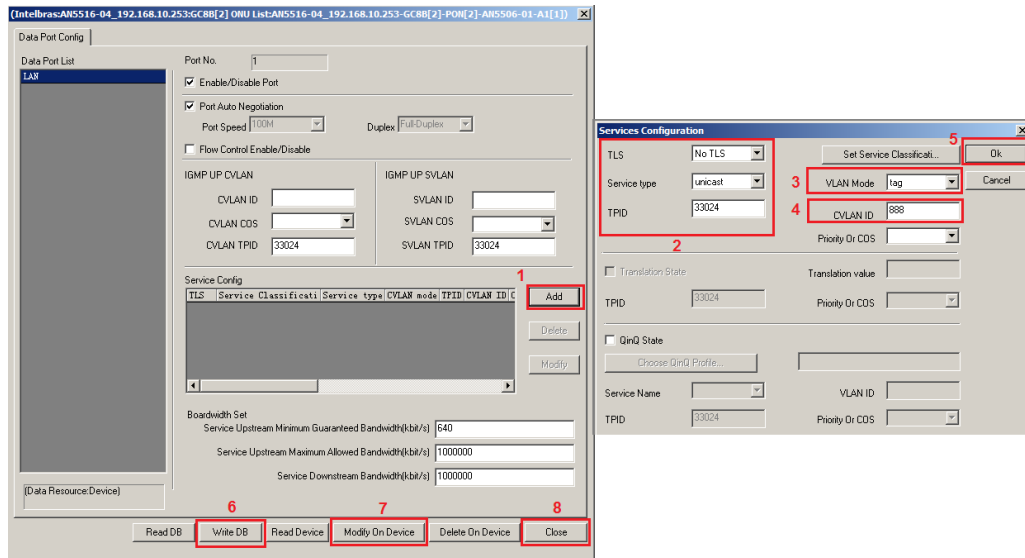 (Intelbras:AN5516-04_192.168.10.253:GC8B[2] ONU List:AN5516-04_192.168.10.253-GC8B[2]-PON[2]-AN5506-01-A1[1])
Data Port Config
Data Port List
LAN
Port No. 1
Enable/Disable Port
Port Auto Negotiation
Port Speed 100M Duplex Full-Duplex
Flow Control Enable/Disable
IGMP UP CVLAN IGMP UP SVLAN
CVLAN ID SVLAN ID
CVLAN COS SVLAN COS
CVLAN TPID 33024 SVLAN TPID 33024
Service Config
1
TLS Service Classificati Service type CVLAN mode TPID CVLAN ID C
Add
Delete
Modify
Boardwidth Set
Service Upstream Minimum Guaranteed Bandwidth(kbit/s) 640
Service Upstream Maximum Allowed Bandwidth(kbit/s) 1000000
Service Downstream Bandwidth(kbit/s) 1000000
(Data Resource:Device)
6 7 8
Read DB Write DB Read Device Modify On Device Delete On Device Close
Services Configuration
5
TLS No TLS Set Service Classificati... Ok
Service type unicast 3 VLAN Mode tag Cancel
TPID 33024 4 CVLAN ID 888
2
Priority Or COS
Translation State Translation value
TPID 33024 Priority Or COS
QinQ State
Choose QinQ Profile...
Service Name VLAN ID
TPID 33024 Priority Or COS